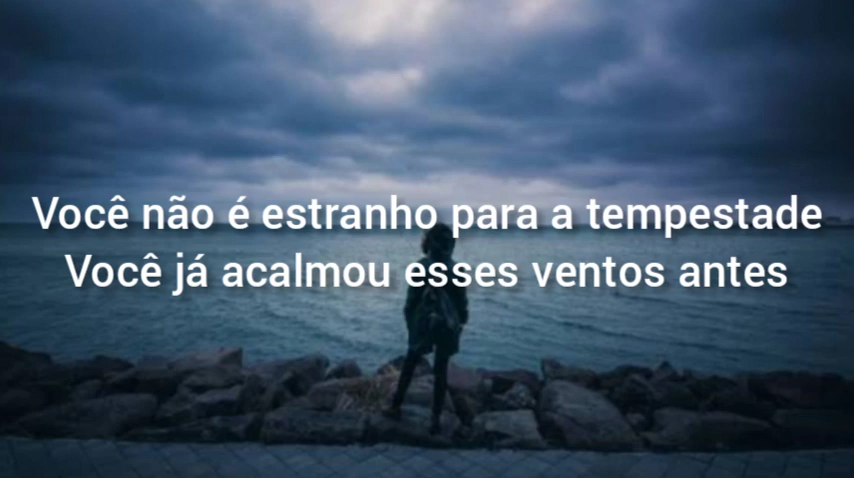 Você não é estranho para a tempestade
Você já acalmou esses ventos antes